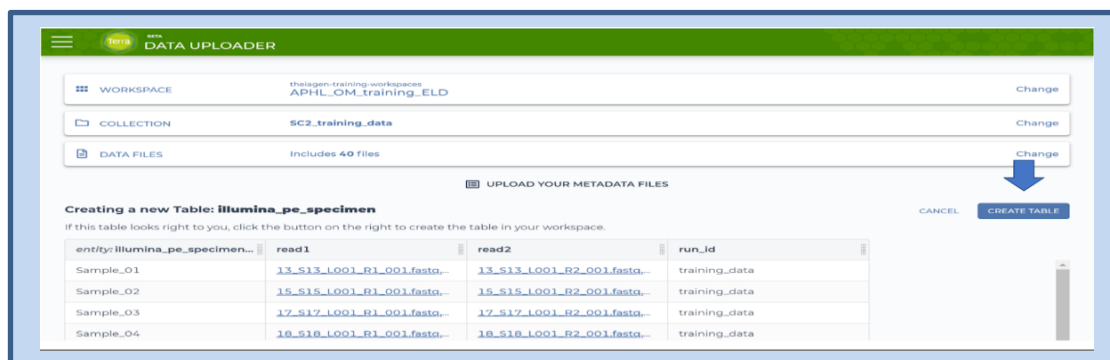 Terra BETA DATA UPLOADER
WORKSPACE theiagen-training-workspaces APHL_OM_training_ELD Change
COLLECTION SC2_training_data Change
DATA FILES Includes 40 files Change
UPLOAD YOUR METADATA FILES
Creating a new Table: illumina_pe_specimen CANCEL CREATE TABLE
If this table looks right to you, click the button on the right to create the table in your workspace.
entity:illumina_pe_specimen... read1 read2 run_id
Sample_01 13_S13_L001_R1_001.fastq.... 13_S13_L001_R2_001.fastq.... training_data
Sample_02 15_S15_L001_R1_001.fastq.... 15_S15_L001_R2_001.fastq.... training_data
Sample_03 17_S17_L001_R1_001.fastq.... 17_S17_L001_R2_001.fastq.... training_data
Sample_04 18_S18_L001_R1_001.fastq.... 18_S18_L001_R2_001.fastq.... training_data